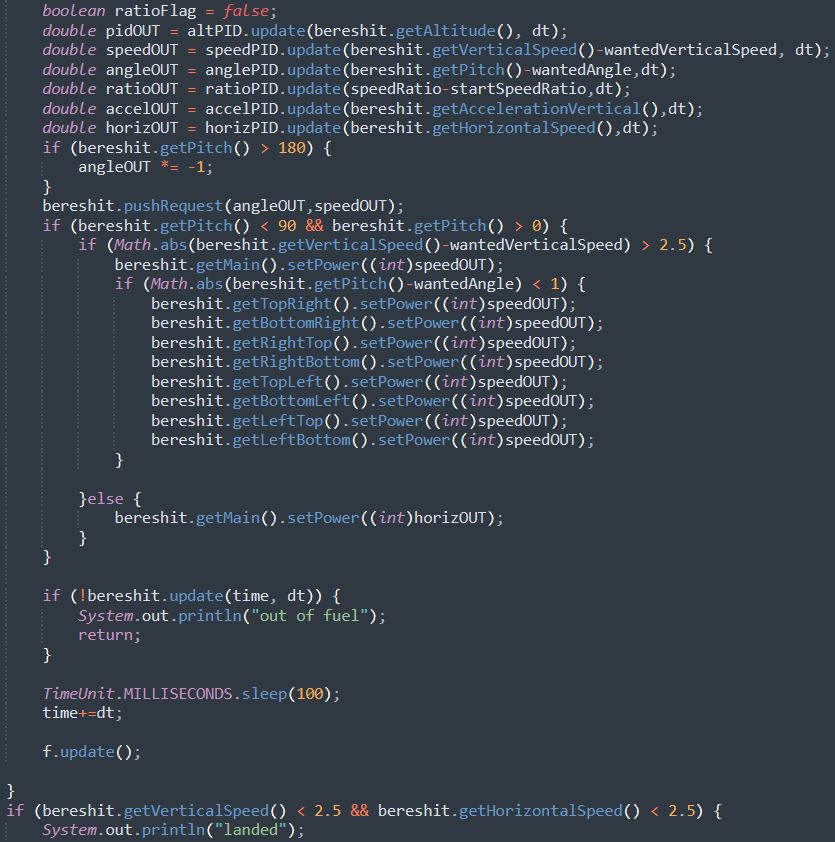 boolean ratioFlag = false;
double pidOUT = altPID.update(bereshit.getAltitude(), dt);
double speedOUT = speedPID.update(bereshit.getVerticalSpeed()-wantedVerticalSpeed, dt);
double angleOUT = anglePID.update(bereshit.getPitch()-wantedAngle,dt);
double ratioOUT = ratioPID.update(speedRatio-startSpeedRatio,dt);
double accelOUT = accelPID.update(bereshit.getAccelerationVertical(),dt);
double horizOUT = horizPID.update(bereshit.getHorizontalSpeed(),dt);
if (bereshit.getPitch() > 180) {
angleOUT *= -1;
}
bereshit.pushRequest(angleOUT,speedOUT);
if (bereshit.getPitch() < 90 && bereshit.getPitch() > 0) {
if (Math.abs(bereshit.getVerticalSpeed()-wantedVerticalSpeed) > 2.5) {
bereshit.getMain().setPower((int)speedOUT);
if (Math.abs(bereshit.getPitch()-wantedAngle) < 1) {
bereshit.getTopRight().setPower((int)speedOUT);
bereshit.getBottomRight().setPower((int)speedOUT);
bereshit.getRightTop().setPower((int)speedOUT);
bereshit.getRightBottom().setPower((int)speedOUT);
bereshit.getTopLeft().setPower((int)speedOUT);
bereshit.getBottomLeft().setPower((int)speedOUT);
bereshit.getLeftTop().setPower((int)speedOUT);
bereshit.getLeftBottom().setPower((int)speedOUT);
}
}else {
bereshit.getMain().setPower((int)horizOUT);
}
}
if (!bereshit.update(time, dt)) {
System.out.println("out of fuel");
return;
}
TimeUnit.MILLISECONDS.sleep(100);
time+=dt;
f.update();
}
if (bereshit.getVerticalSpeed() < 2.5 && bereshit.getHorizontalSpeed() < 2.5) {
System.out.println("landed");